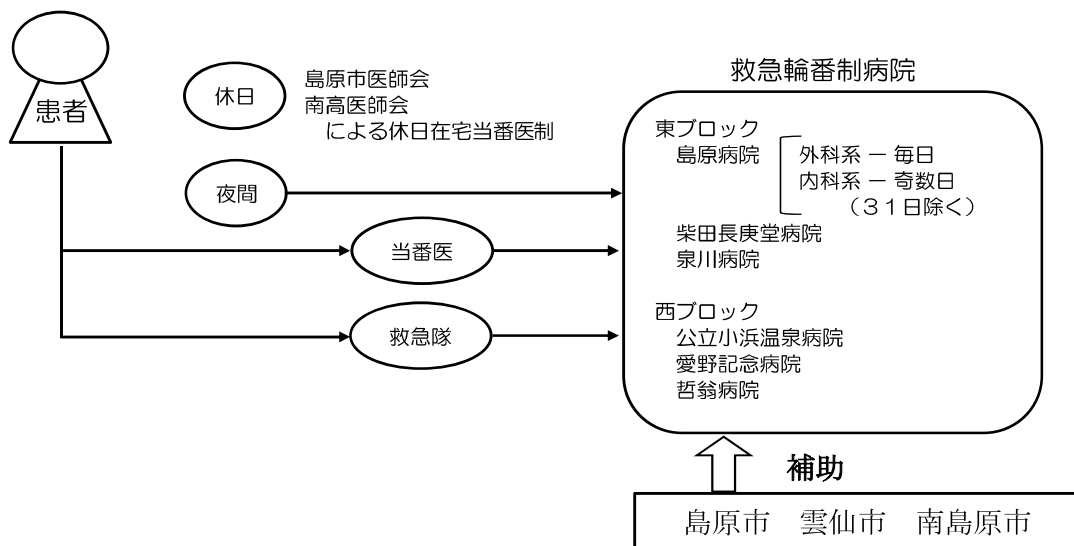 患者
休日
島原市医師会
南高医師会
による休日在宅当番医制
夜間
当番医
救急隊
救急輪番制病院
東ブロック
島原病院
外科系 － 毎日
内科系 － 奇数日
（３１日除く）
柴田長庚堂病院
泉川病院
西ブロック
公立小浜温泉病院
愛野記念病院
哲翁病院
補助
島原市　雲仙市　南島原市